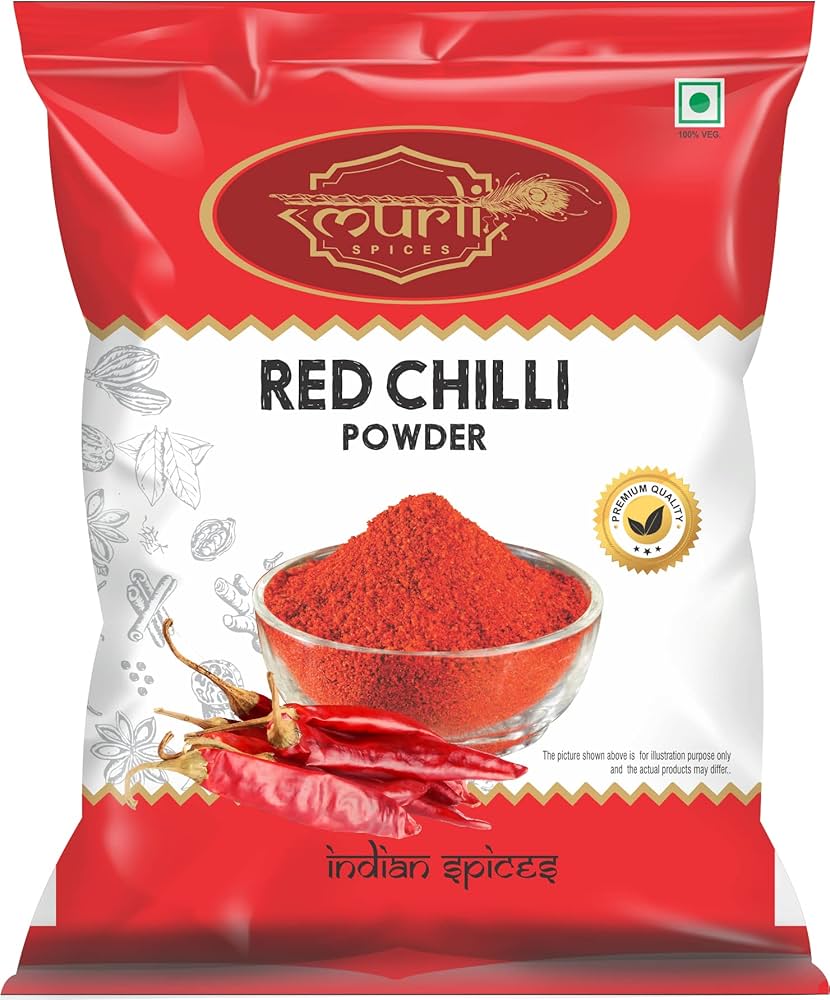 100% VEG.
murli
SPICES
RED CHILLI
POWDER
PREMIUM QUALITY
The picture shown above is for illustration purpose only
and the actual products may differ..
indian spices